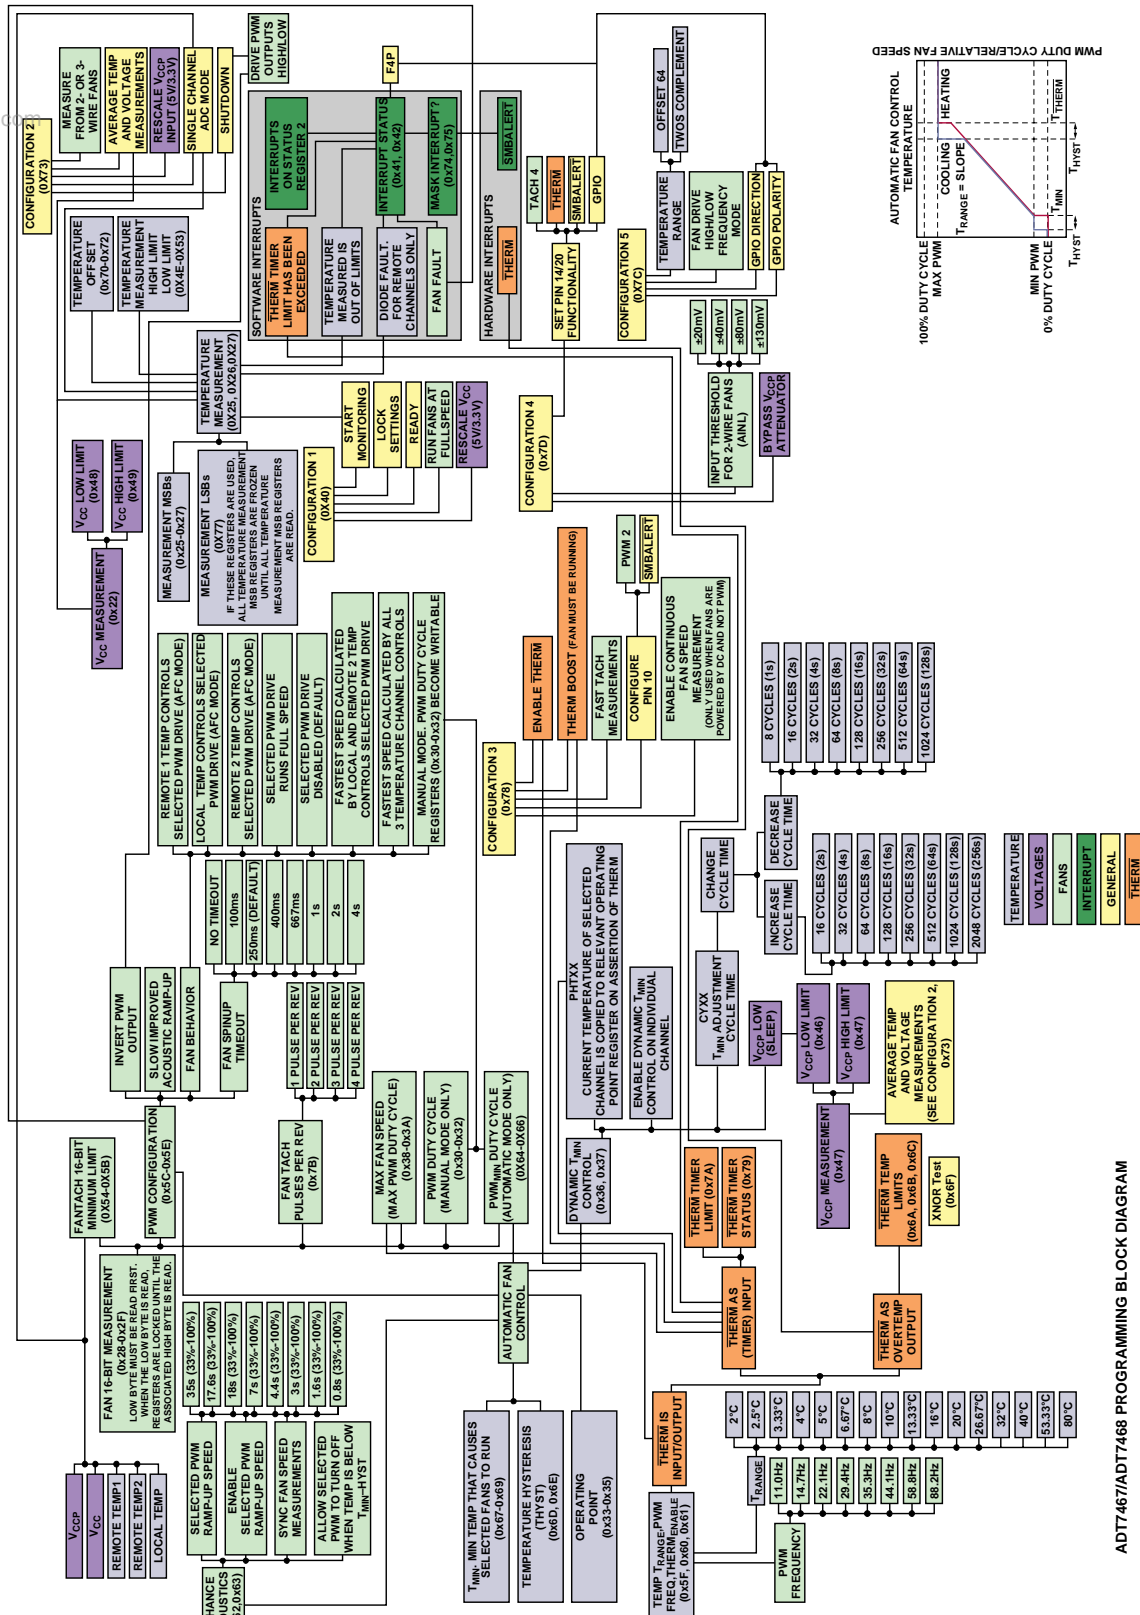 V_CCP
V_CC
REMOTE TEMP1
REMOTE TEMP2
LOCAL TEMP
FAN 16-BIT MEASUREMENT
(0x28-0x2F)
LOW BYTE MUST BE READ FIRST.
WHEN THE LOW BYTE IS READ,
REGISTERS ARE LOCKED UNTIL THE
ASSOCIATED HIGH BYTE IS READ.
FANTACH 16-BIT
MINIMUM LIMIT
(0X54-0X5B)
PWM CONFIGURATION
(0x5C-0x5E)
INVERT PWM
OUTPUT
SLOW IMPROVED
ACOUSTIC RAMP-UP
FAN BEHAVIOR
FAN SPINUP
TIMEOUT
REMOTE 1 TEMP CONTROLS
SELECTED PWM DRIVE (AFC MODE)
LOCAL TEMP CONTROLS SELECTED
PWM DRIVE (AFC MODE)
REMOTE 2 TEMP CONTROLS
SELECTED PWM DRIVE (AFC MODE)
SELECTED PWM DRIVE
RUNS FULL SPEED
SELECTED PWM DRIVE
DISABLED (DEFAULT)
FASTEST SPEED CALCULATED
BY LOCAL AND REMOTE 2 TEMP
CONTROLS SELECTED PWM DRIVE
FASTEST SPEED CALCULATED BY ALL
3 TEMPERATURE CHANNEL CONTROLS
MANUAL MODE. PWM DUTY CYCLE
REGISTERS (0x30-0x32) BECOME WRITABLE
NO TIMEOUT
100ms
250ms (DEFAULT)
400ms
667ms
1s
2s
4s
FAN TACH
PULSES PER REV
(0x7B)
1 PULSE PER REV
2 PULSE PER REV
3 PULSE PER REV
4 PULSE PER REV
MAX FAN SPEED
(MAX PWM DUTY CYCLE)
(0x38-0x3A)
PWM DUTY CYCLE
(MANUAL MODE ONLY)
(0x30-0x32)
PWM_MIN DUTY CYCLE
(AUTOMATIC MODE ONLY)
(0X64-0X66)
HANCE
OUSTICS
62,0x63)
SELECTED PWM
RAMP-UP SPEED
ENABLE
SELECTED PWM
RAMP-UP SPEED
SYNC FAN SPEED
MEASUREMENTS
ALLOW SELECTED
PWM TO TURN OFF
WHEN TEMP IS BELOW
T_MIN–HYST
35s (33%-100%)
17.6s (33%-100%)
18s (33%-100%)
7s (33%-100%)
4.4s (33%-100%)
3s (33%-100%)
1.6s (33%-100%)
0.8s (33%-100%)
AUTOMATIC FAN
CONTROL
T_MIN. MIN TEMP THAT CAUSES
SELECTED FANS TO RUN
(0x67-0x69)
TEMPERATURE HYSTERESIS
(THYST)
(0x6D, 0x6E)
OPERATING
POINT
(0x33-0x35)
DYNAMIC T_MIN
CONTROL
(0x36, 0x37)
PHTXX
CURRENT TEMPERATURE OF SELECTED
CHANNEL IS COPIED TO RELEVANT OPERATING
POINT REGISTER ON ASSERTION OF THERM
ENABLE DYNAMIC T_MIN
CONTROL ON INDIVIDUAL
CHANNEL
CYXX
T_MIN ADJUSTMENT
CYCLE TIME
CHANGE
CYCLE TIME
INCREASE
CYCLE TIME
DECREASE
CYCLE TIME
8 CYCLES (1s)
16 CYCLES (2s)
32 CYCLES (4s)
64 CYCLES (8s)
128 CYCLES (16s)
256 CYCLES (32s)
512 CYCLES (64s)
1024 CYCLES (128s)
16 CYCLES (2s)
32 CYCLES (4s)
64 CYCLES (8s)
128 CYCLES (16s)
256 CYCLES (32s)
512 CYCLES (64s)
1024 CYCLES (128s)
2048 CYCLES (256s)
V_CCP LOW
(SLEEP)
V_CCP MEASUREMENT
(0x47)
V_CCP LOW LIMIT
(0x46)
V_CCP HIGH LIMIT
(0x47)
AVERAGE TEMP
AND VOLTAGE
MEASUREMENTS
(SEE CONFIGURATION 2,
0x73)
TEMP T_RANGE,PWM
FREQ,THERM_ENABLE
(0x5F, 0x60, 0x61)
THERM IS
INPUT/OUTPUT
THERM AS
(TIMER) INPUT
THERM TIMER
LIMIT (0x7A)
THERM TIMER
STATUS (0x79)
THERM AS
OVERTEMP
OUTPUT
THERM TEMP
LIMITS
(0x6A, 0x6B, 0x6C)
XNOR Test
(0x6F)
T_RANGE
2°C
2.5°C
3.33°C
4°C
5°C
6.67°C
8°C
10°C
13.33°C
16°C
20°C
26.67°C
32°C
40°C
53.33°C
80°C
PWM
FREQUENCY
11.0Hz
14.7Hz
22.1Hz
29.4Hz
35.3Hz
44.1Hz
58.8Hz
88.2Hz
V_CC MEASUREMENT
(0x22)
V_CC LOW LIMIT
(0x48)
V_CC HIGH LIMIT
(0x49)
MEASUREMENT MSBs
(0x25-0x27)
MEASUREMENT LSBs
(0X77)
IF THESE REGISTERS ARE USED,
ALL TEMPERATURE MEASUREMENT
MSB REGISTERS ARE FROZEN
UNTIL ALL TEMPERATURE
MEASUREMENT MSB REGISTERS
ARE READ.
TEMPERATURE
MEASUREMENT
(0X25, 0X26,0X27)
TEMPERATURE
OFFSET
(0x70-0x72)
TEMPERATURE
MEASUREMENT
HIGH LIMIT
LOW LIMIT
(0X4E-0X53)
CONFIGURATION 1
(0X40)
START
MONITORING
LOCK
SETTINGS
READY
RUN FANS AT
FULLSPEED
RESCALE V_CC
(5V/3.3V)
CONFIGURATION 2
(0X73)
MEASURE
FROM 2- OR 3-
WIRE FANS
AVERAGE TEMP
AND VOLTAGE
MEASUREMENTS
RESCALE V_CCP
INPUT (5V/3.3V)
SINGLE CHANNEL
ADC MODE
SHUTDOWN
DRIVE PWM
OUTPUTS
HIGH/LOW
SOFTWARE INTERRUPTS
THERM TIMER
LIMIT HAS BEEN
EXCEEDED
TEMPERATURE
MEASURED IS
OUT OF LIMITS
DIODE FAULT.
FOR REMOTE
CHANNELS ONLY
FAN FAULT
INTERRUPTS
ON STATUS
REGISTER 2
INTERRUPT STATUS
(0x41, 0x42)
MASK INTERRUPT?
(0x74,0x75)
F4P
HARDWARE INTERRUPTS
THERM
SMBALERT
CONFIGURATION 3
(0x78)
ENABLE THERM
THERM BOOST (FAN MUST BE RUNNING)
FAST TACH
MEASUREMENTS
CONFIGURE
PIN 10
PWM 2
SMBALERT
ENABLE CONTINUOUS
FAN SPEED
MEASUREMENT
(ONLY USED WHEN FANS ARE
POWERED BY DC AND NOT PWM)
CONFIGURATION 4
(0x7D)
SET PIN 14/20
FUNCTIONALITY
TACH 4
THERM
SMBALERT
GPIO
INPUT THRESHOLD
FOR 2-WIRE FANS
(AINL)
±20mV
±40mV
±80mV
±130mV
BYPASS V_CCP
ATTENUATOR
CONFIGURATION 5
(0x7C)
TEMPERATURE
RANGE
OFFSET 64
TWOS COMPLEMENT
FAN DRIVE
HIGH/LOW
FREQUENCY
MODE
GPIO DIRECTION
GPIO POLARITY
AUTOMATIC FAN CONTROL
TEMPERATURE
PWM DUTY CYCLE/RELATIVE FAN SPEED
100% DUTY CYCLE
MAX PWM
MIN PWM
0% DUTY CYCLE
HEATING
COOLING
T_RANGE = SLOPE
T_HYST
T_MIN
T_HYST
T_THERM
TEMPERATURE
VOLTAGES
FANS
INTERRUPT
GENERAL
THERM
ADT7467/ADT7468 PROGRAMMING BLOCK DIAGRAM
com